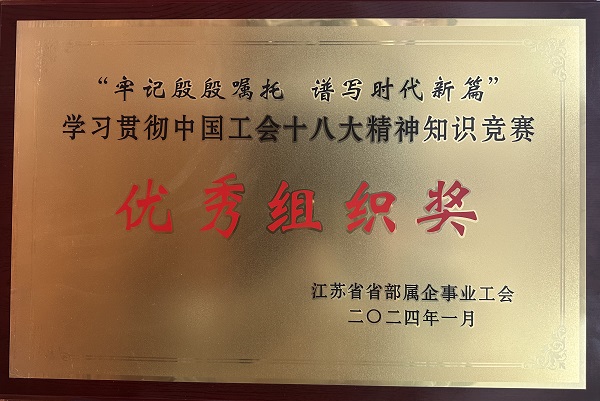 “牢记殷殷嘱托 谱写时代新篇”
学习贯彻中国工会十八大精神知识竞赛
优秀组织奖
江苏省省部属企事业工会
二〇二四年一月